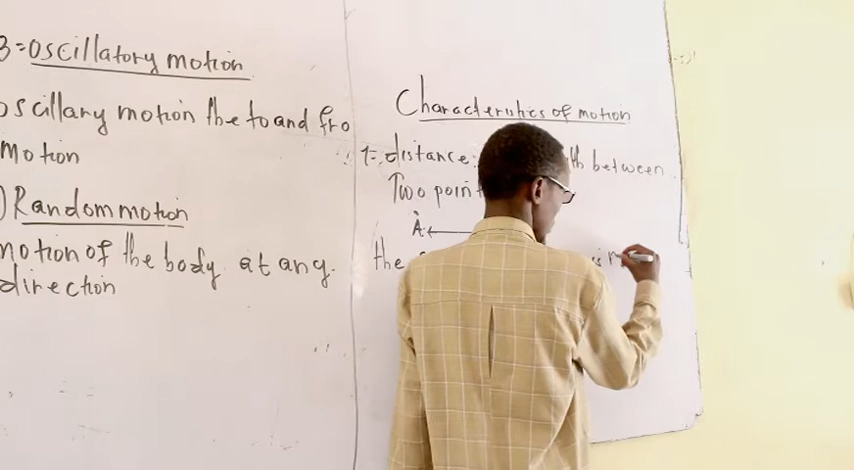 3=oscillatory motion
oscillary motion the to and fro
motion
)Random motion
motion of the body at any.
direction
Characteristics of motion
1=distance: th between
Two point
A
the is